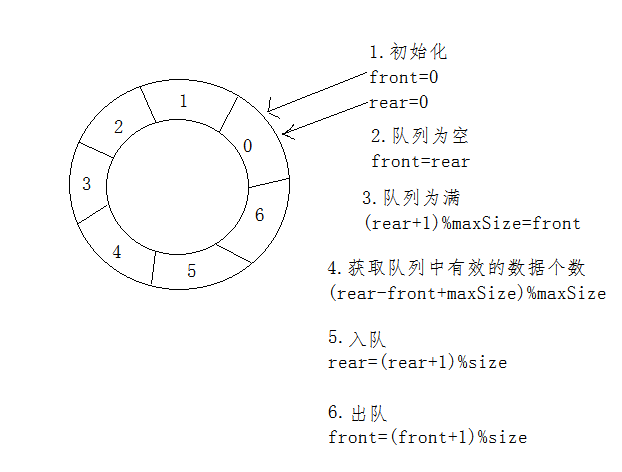 1.初始化
front=0
rear=0
2.队列为空
front=rear
3.队列为满
(rear+1)%maxSize=front
4.获取队列中有效的数据个数
(rear-front+maxSize)%maxSize
5.入队
rear=(rear+1)%size
6.出队
front=(front+1)%size
1
2
0
3
6
4
5